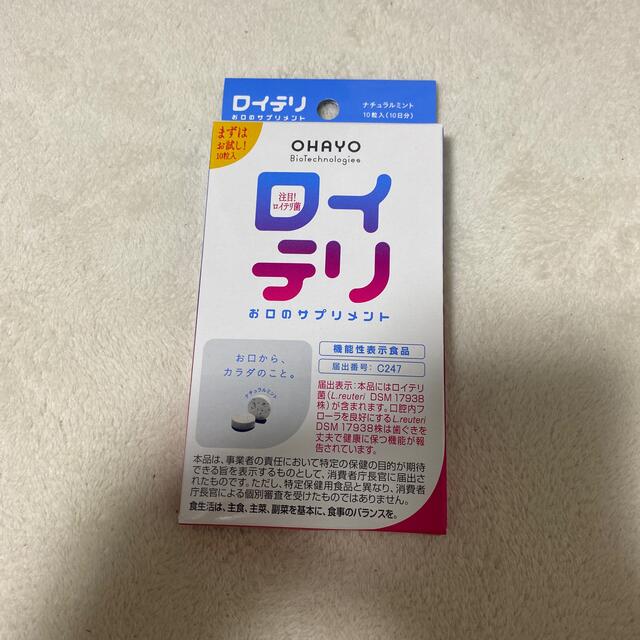 ロイテリ
お口のサプリメント
ナチュラルミント
10粒入(10日分)
まずは
お試し!
10粒入
OHAYO
BioTechnologies
注目!
ロイテリ菌
ロイ
テリ
お口のサプリメント
機能性表示食品
届出番号: C247
お口から、
カラダのこと。
ナチュラルミント
届出表示:本品にはロイテリ
菌(L.reuteri DSM 17938
株)が含まれます。口腔内フ
ローラを良好にするL.reuteri
DSM 17938株は歯ぐきを
丈夫で健康に保つ機能が報
告されています。
本品は、事業者の責任において特定の保健の目的が期待
できる旨を表示するものとして、消費者庁長官に届出さ
れたものです。ただし、特定保健用食品と異なり、消費者
庁長官による個別審査を受けたものではありません。
食生活は、主食、主菜、副菜を基本に、食事のバランスを。